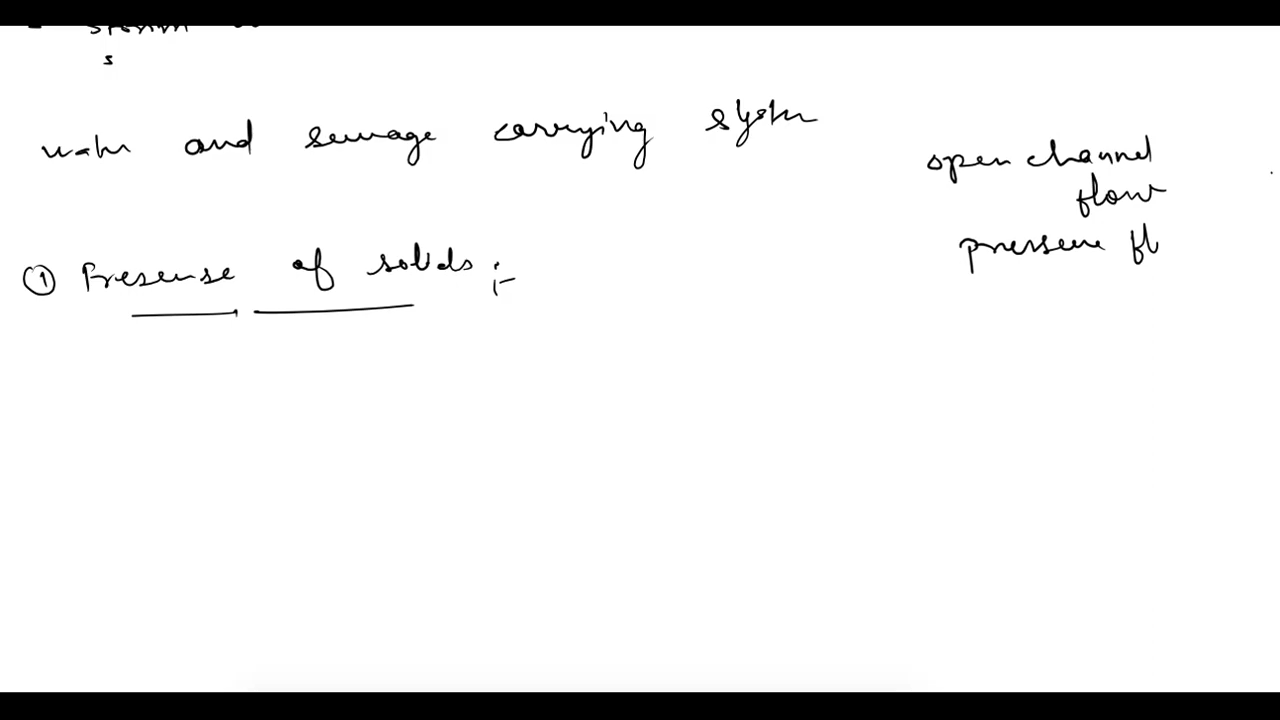 s
water and sewage carrying system
open channel
flow
pressure fl
① Presense of solids :-